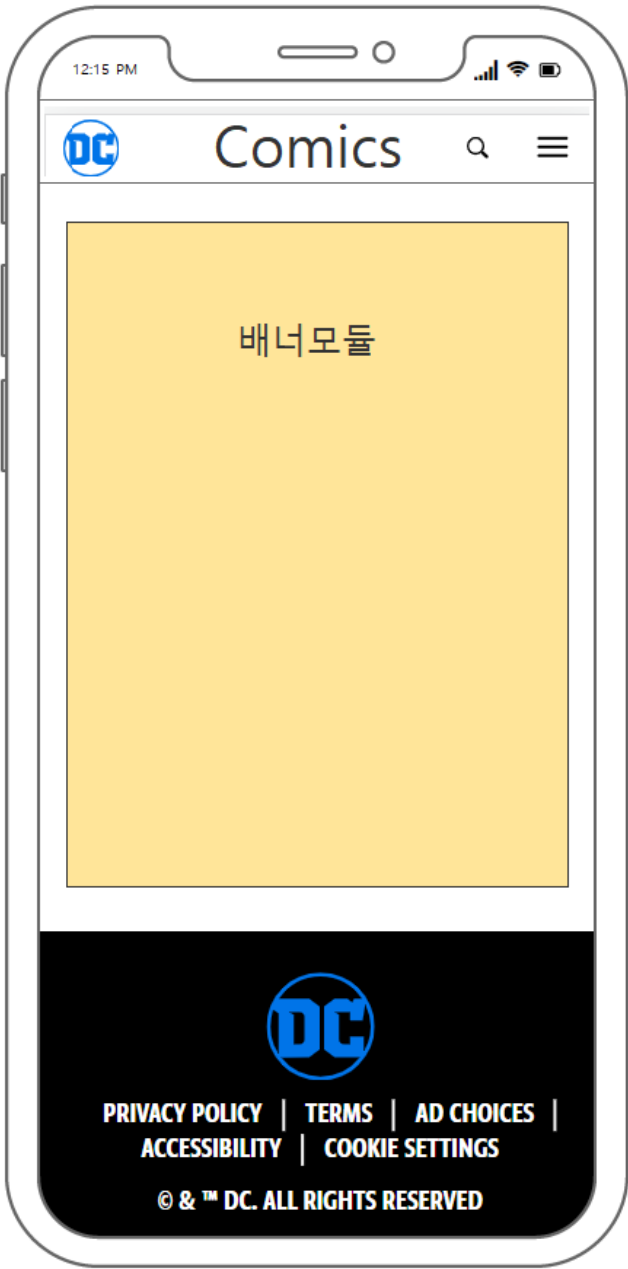 12:15 PM
DC Comics
배너모듈
DC
PRIVACY POLICY | TERMS | AD CHOICES |
ACCESSIBILITY | COOKIE SETTINGS
© & ™ DC. ALL RIGHTS RESERVED